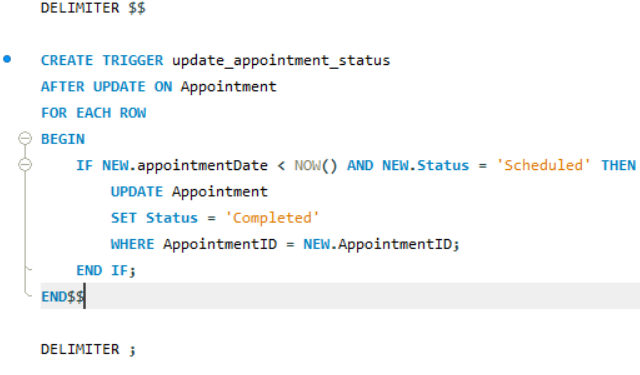 DELIMITER $$
CREATE TRIGGER update_appointment_status
AFTER UPDATE ON Appointment
FOR EACH ROW
BEGIN
IF NEW.appointmentDate < NOW() AND NEW.Status = 'Scheduled' THEN
UPDATE Appointment
SET Status = 'Completed'
WHERE AppointmentID = NEW.AppointmentID;
END IF;
END$$
DELIMITER ;